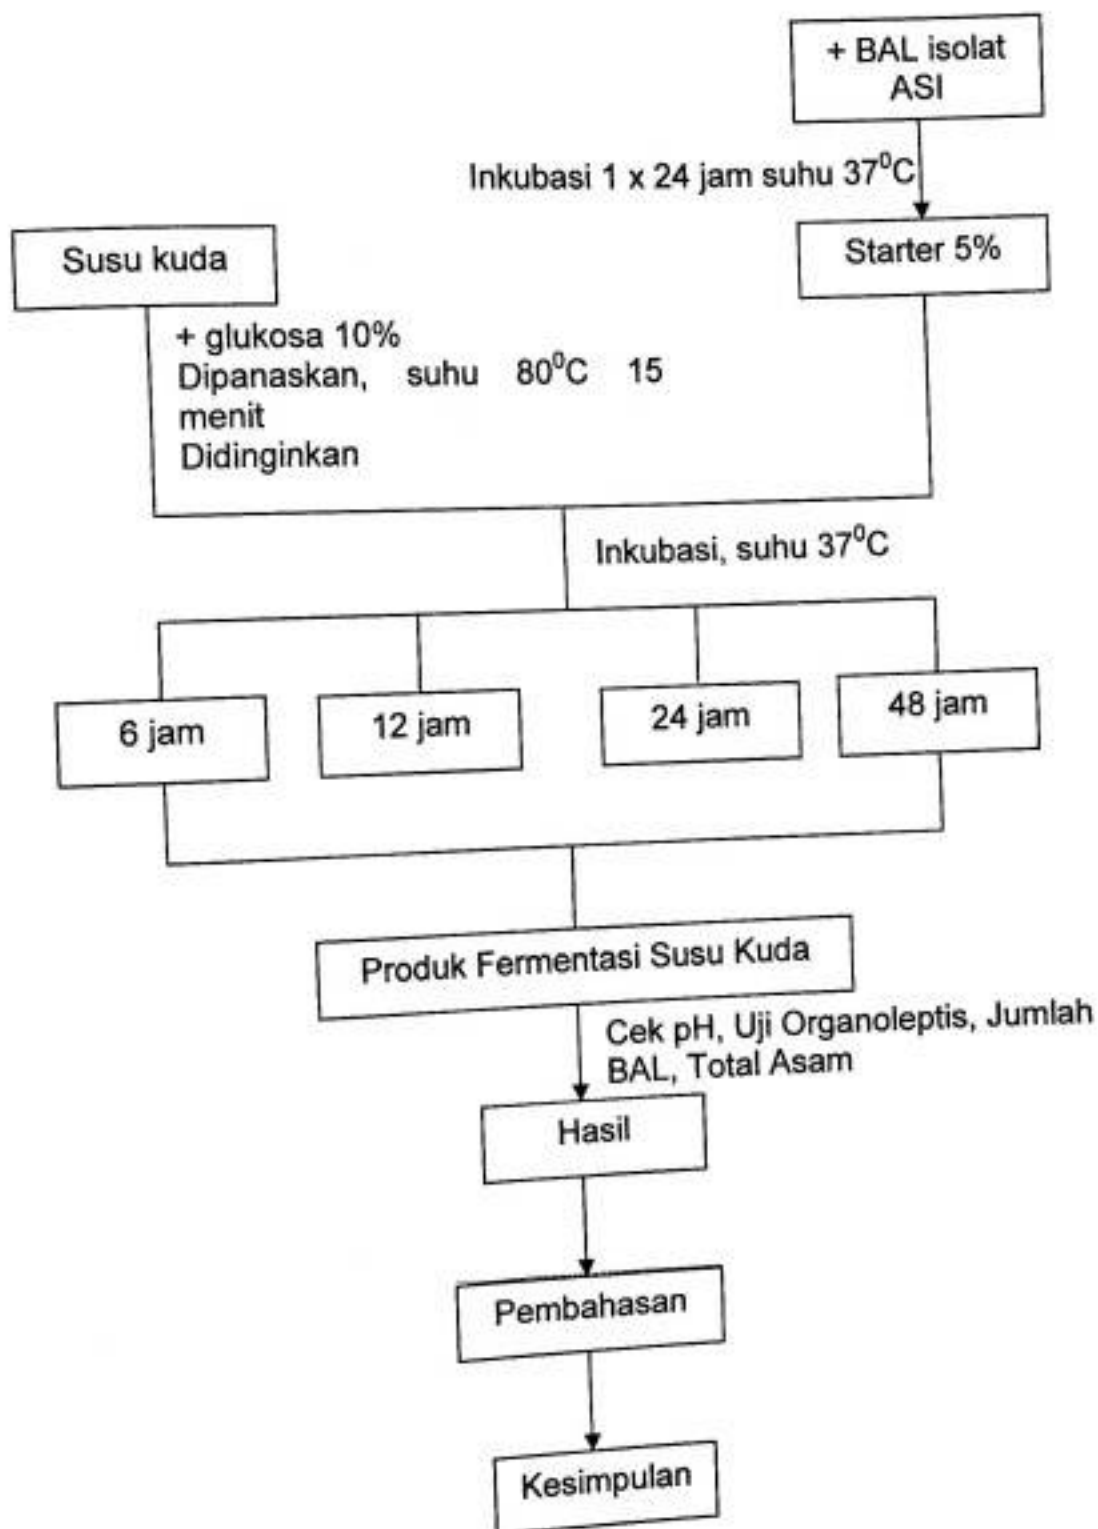 + BAL isolat
ASI
Inkubasi 1 x 24 jam suhu 37⁰C
Susu kuda
Starter 5%
+ glukosa 10%
Dipanaskan, suhu 80⁰C 15
menit
Didinginkan
Inkubasi, suhu 37⁰C
6 jam
12 jam
24 jam
48 jam
Produk Fermentasi Susu Kuda
Cek pH, Uji Organoleptis, Jumlah
BAL, Total Asam
Hasil
Pembahasan
Kesimpulan